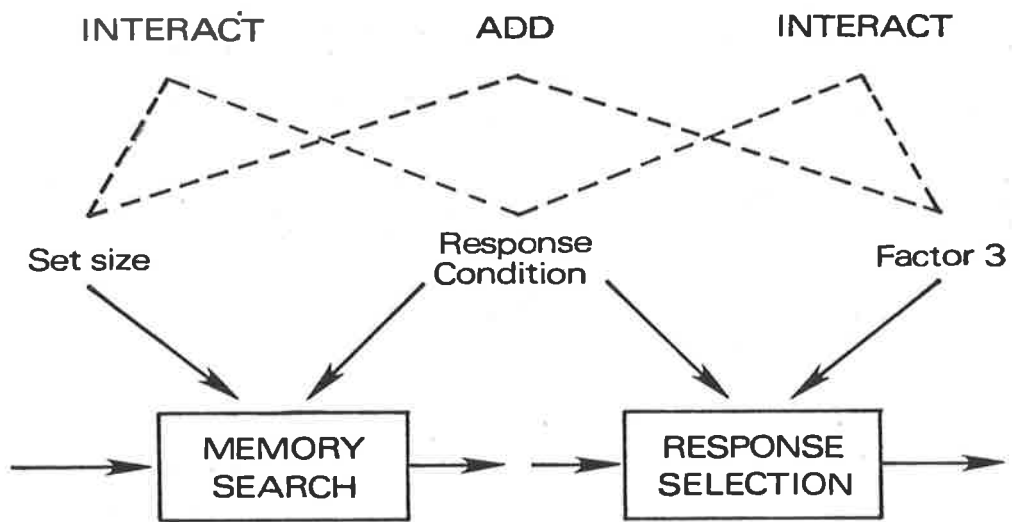 INTERACT ADD INTERACT
Set size
Response
Condition
Factor 3
MEMORY
SEARCH
RESPONSE
SELECTION